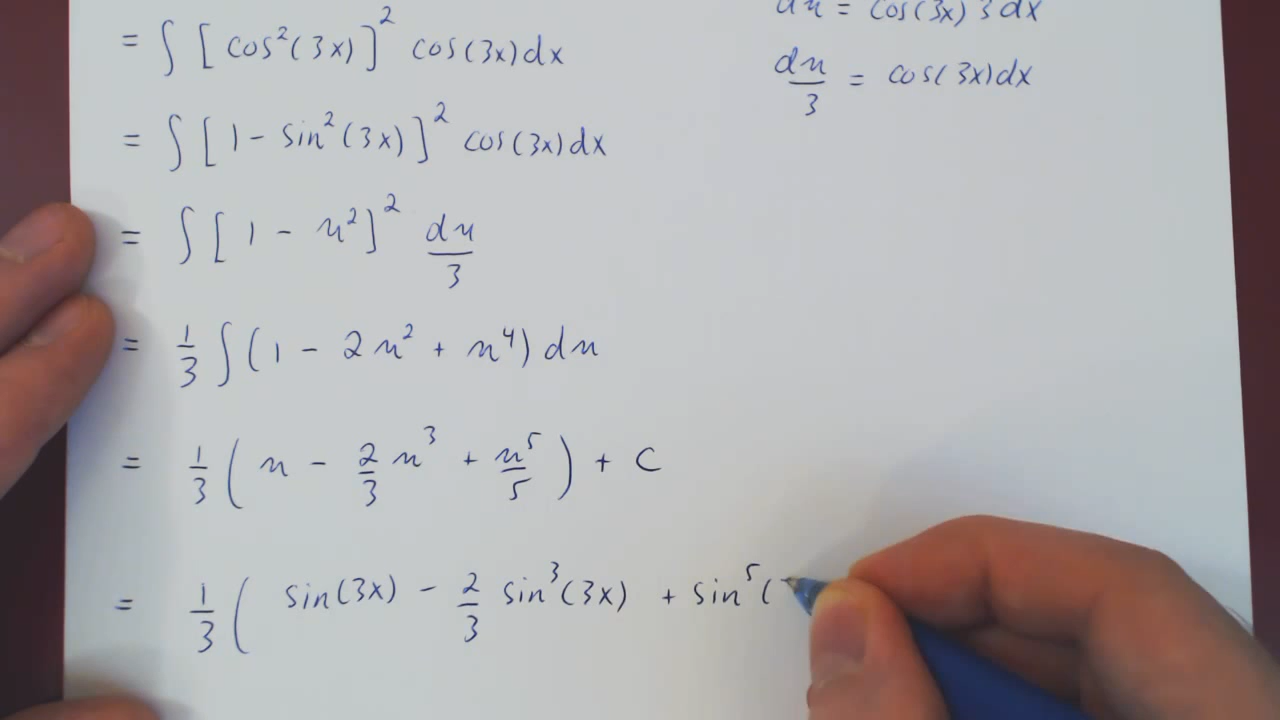 = ∫ [cos²(3x)]² cos(3x)dx
du = cos(3x) 3dx
du/3 = cos(3x)dx
= ∫ [1 - sin²(3x)]² cos(3x)dx
= ∫ [1 - u²]² du/3
= 1/3 ∫ (1 - 2u² + u⁴) du
= 1/3 (u - 2/3 u³ + u⁵/5) + C
= 1/3 ( sin(3x) - 2/3 sin³(3x) + sin⁵(